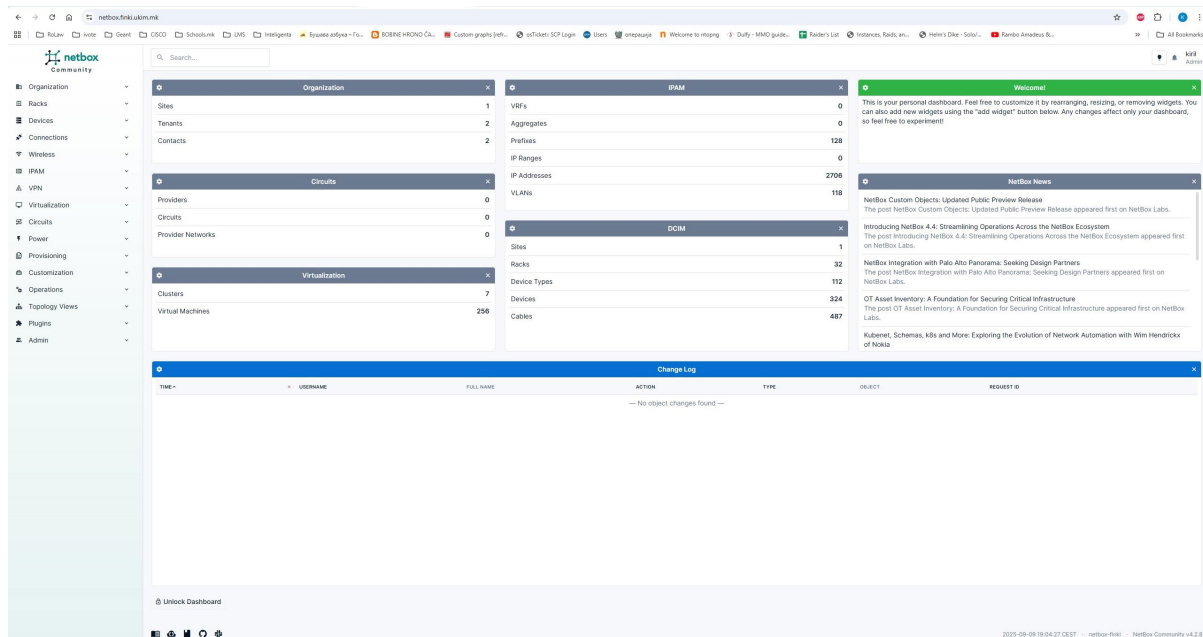 netbox.finki.ukim.mk
RoLaw
ivote
Geant
CISCO
Schools.mk
LMS
Inteligenta
Бушава азбука – Го...
BOBINE HRONO ČA...
Custom graphs [refr...
osTickets SCP Login
Users
операција
Welcome to ntopng
Dulfy - MMO guide...
Raider's List
Instances, Raids, an...
Helm's Dike - Solo/...
Rambo Amadeus &...
All Bookmarks
netbox
Community
Search...
kiril
Admin
Organization
Racks
Devices
Connections
Wireless
IPAM
VPN
Virtualization
Circuits
Power
Provisioning
Customization
Operations
Topology Views
Plugins
Admin
Organization
Sites 1
Tenants 2
Contacts 2
Circuits
Providers 0
Circuits 0
Provider Networks 0
Virtualization
Clusters 7
Virtual Machines 256
IPAM
VRFs 0
Aggregates 0
Prefixes 128
IP Ranges 0
IP Addresses 2706
VLANs 118
DCIM
Sites 1
Racks 32
Device Types 112
Devices 324
Cables 487
Welcome!
This is your personal dashboard. Feel free to customize it by rearranging, resizing, or removing widgets. You
can also add new widgets using the "add widget" button below. Any changes affect only your dashboard,
so feel free to experiment!
NetBox News
NetBox Custom Objects: Updated Public Preview Release
The post NetBox Custom Objects: Updated Public Preview Release appeared first on NetBox Labs.
Introducing NetBox 4.4: Streamlining Operations Across the NetBox Ecosystem
The post Introducing NetBox 4.4: Streamlining Operations Across the NetBox Ecosystem appeared first
on NetBox Labs.
NetBox Integration with Palo Alto Panorama: Seeking Design Partners
The post NetBox Integration with Palo Alto Panorama: Seeking Design Partners appeared first on
NetBox Labs.
OT Asset Inventory: A Foundation for Securing Critical Infrastructure
The post OT Asset Inventory: A Foundation for Securing Critical Infrastructure appeared first on NetBox
Labs.
Kubenet, Schemas, k8s and More: Exploring the Evolution of Network Automation with Wim Hendrickx
of Nokia
Change Log
TIME USERNAME FULL NAME ACTION TYPE OBJECT REQUEST ID
— No object changes found —
Unlock Dashboard
2025-09-09 19:04:27 CEST · netbox-finki · NetBox Community v4.2.8